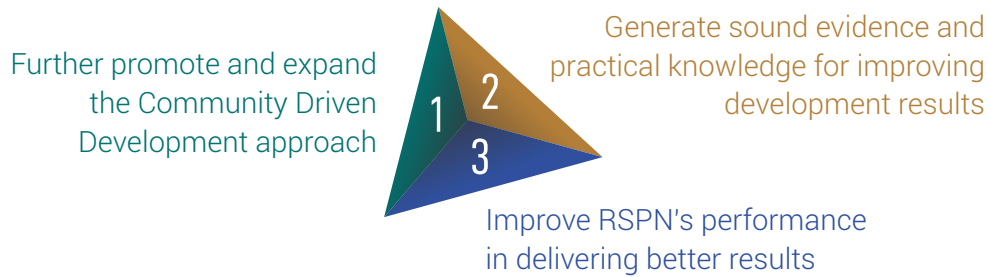 Further promote and expand
the Community Driven
Development approach
1
2
Generate sound evidence and
practical knowledge for improving
development results
3
Improve RSPN's performance
in delivering better results